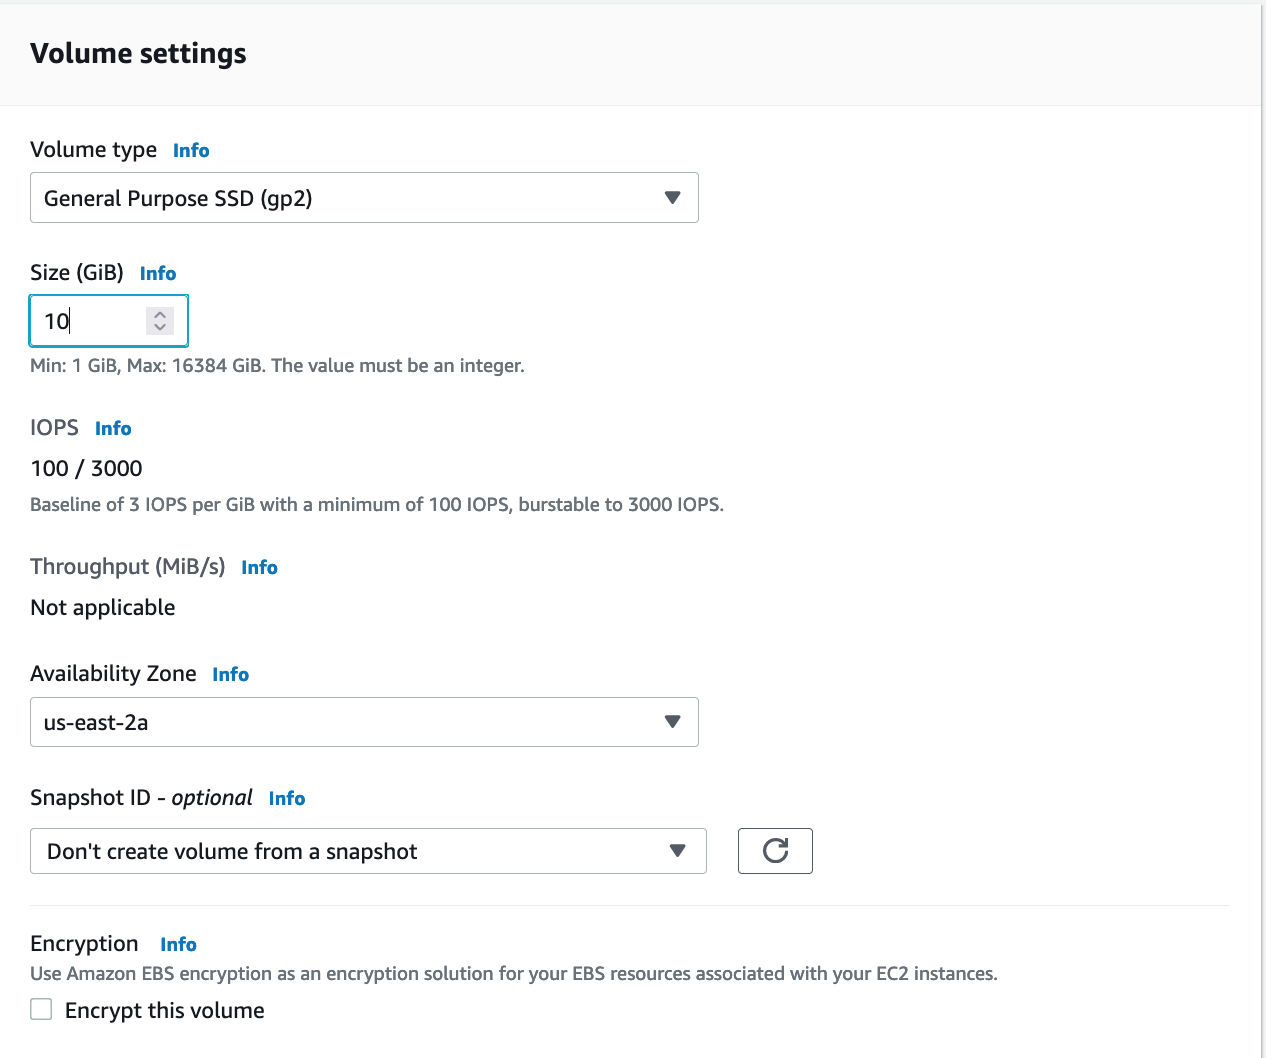 Volume settings
Volume type Info
General Purpose SSD (gp2)
Size (GiB) Info
10
Min: 1 GiB, Max: 16384 GiB. The value must be an integer.
IOPS Info
100 / 3000
Baseline of 3 IOPS per GiB with a minimum of 100 IOPS, burstable to 3000 IOPS.
Throughput (MiB/s) Info
Not applicable
Availability Zone Info
us-east-2a
Snapshot ID - optional Info
Don't create volume from a snapshot
Encryption Info
Use Amazon EBS encryption as an encryption solution for your EBS resources associated with your EC2 instances.
Encrypt this volume